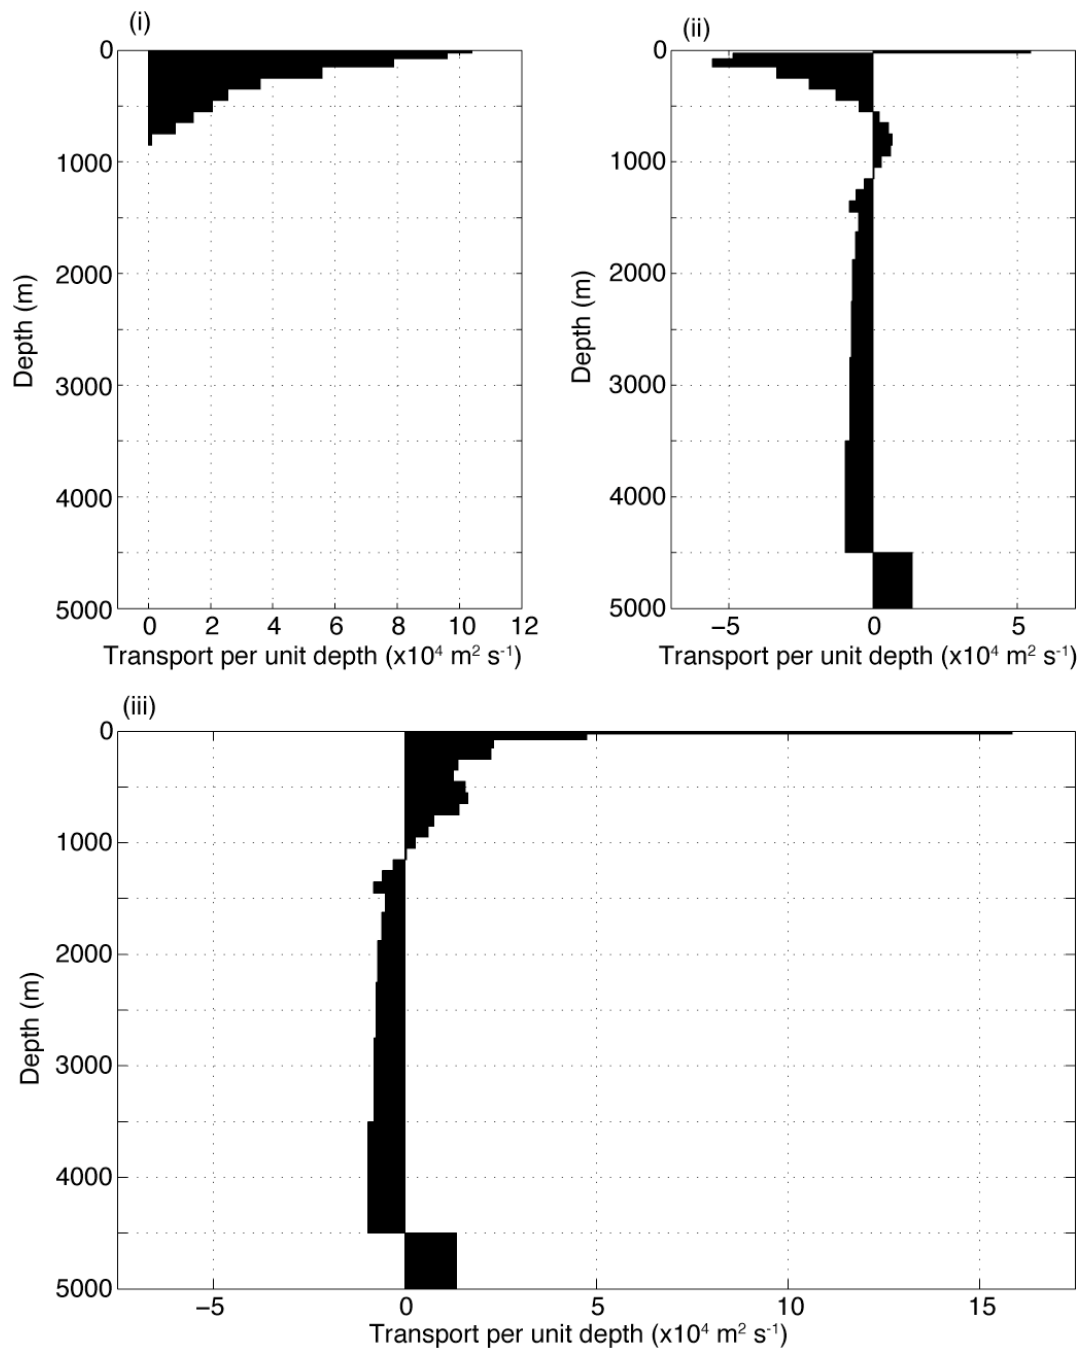 (i)
0
1000
2000
3000
4000
5000
Depth (m)
0 2 4 6 8 10 12
Transport per unit depth (x10⁴ m² s⁻¹)
(ii)
0
1000
2000
3000
4000
5000
Depth (m)
−5 0 5
Transport per unit depth (x10⁴ m² s⁻¹)
(iii)
0
1000
2000
3000
4000
5000
Depth (m)
−5 0 5 10 15
Transport per unit depth (x10⁴ m² s⁻¹)